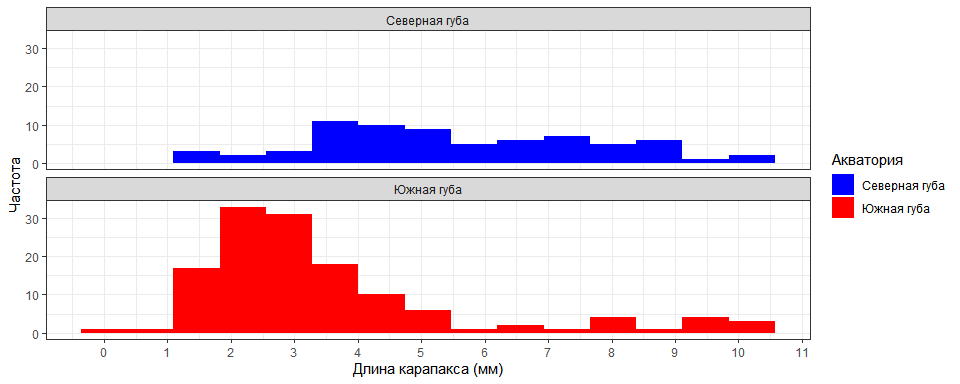 Северная губа
30
20
10
0
Южная губа
30
20
10
0
Частота
0 1 2 3 4 5 6 7 8 9 10 11
Длина карапакса (мм)
Акватория
Северная губа
Южная губа